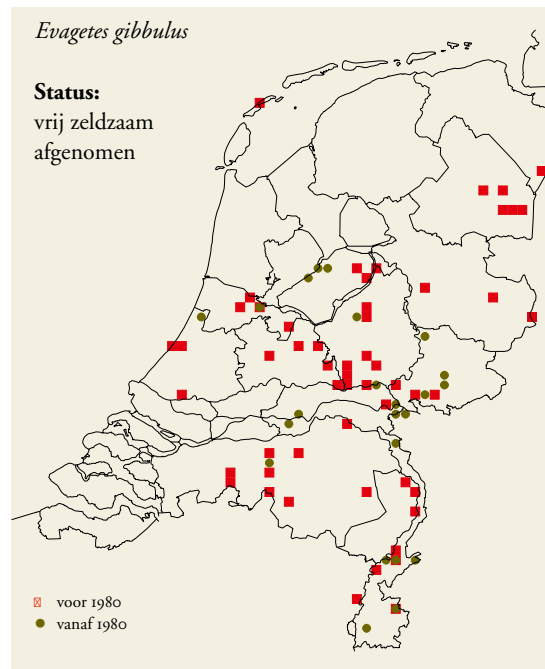 Evagetes gibbulus
Status:
vrij zeldzaam
afgenomen
voor 1980
vanaf 1980